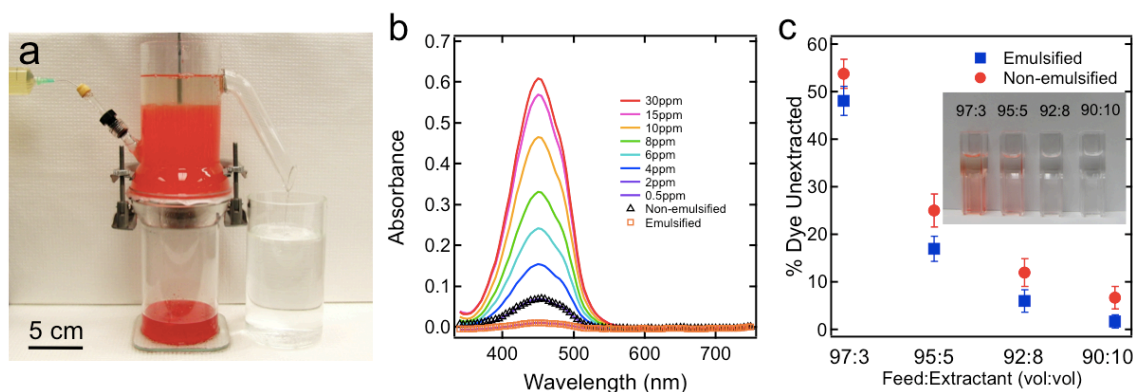 a
5 cm
b
0.7
0.6
0.5
0.4
0.3
0.2
0.1
0.0
Absorbance
30ppm
15ppm
10ppm
8ppm
6ppm
4ppm
2ppm
0.5ppm
Non-emulsified
Emulsified
400
500
600
700
Wavelength (nm)
c
60
50
40
30
20
10
0
% Dye Unextracted
Emulsified
Non-emulsified
97:3 95:5 92:8 90:10
97:3
95:5
92:8
90:10
Feed:Extractant (vol:vol)